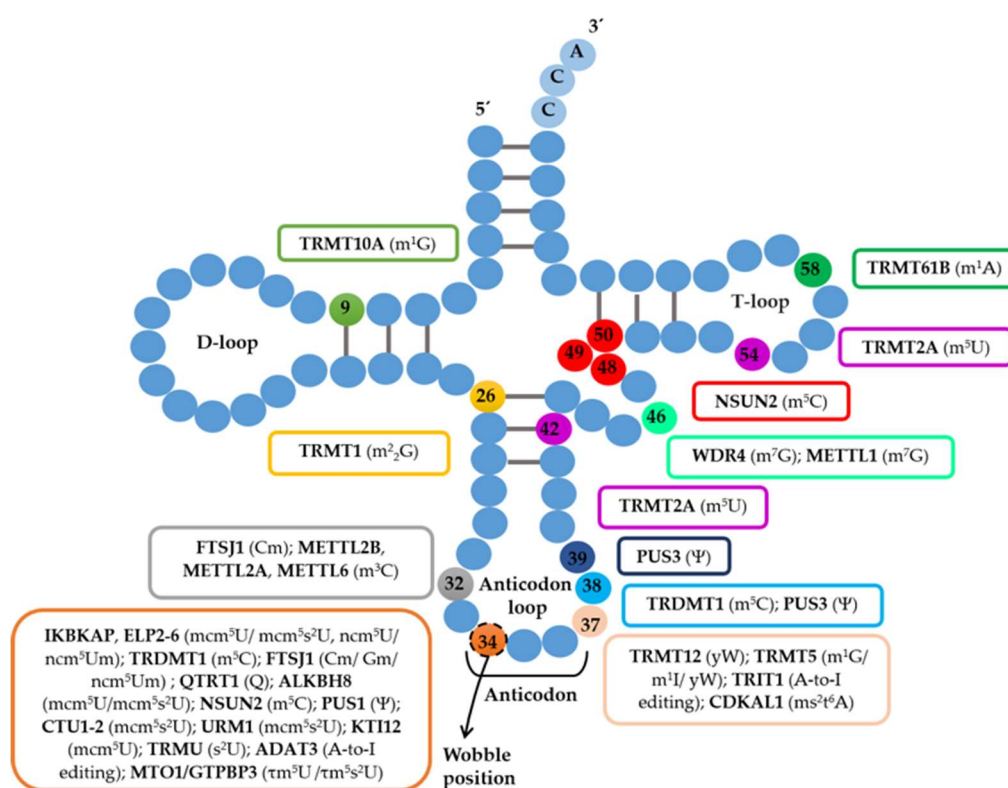 3´
A
C
C
5´
TRMT10A (m¹G)
58
TRMT61B (m¹A)
T-loop
9
50
D-loop
49
54
TRMT2A (m⁵U)
48
NSUN2 (m⁵C)
26
46
42
TRMT1 (m²₂G)
WDR4 (m⁷G); METTL1 (m⁷G)
TRMT2A (m⁵U)
FTSJ1 (Cm); METTL2B,
METTL2A, METTL6 (m³C)
39
PUS3 (Ψ)
32
Anticodon
loop
38
TRDMT1 (m⁵C); PUS3 (Ψ)
37
34
IKBKAP, ELP2-6 (mcm⁵U/ mcm⁵s²U, ncm⁵U/
ncm⁵Um); TRDMT1 (m⁵C); FTSJ1 (Cm/ Gm/
ncm⁵Um) ; QTRT1 (Q); ALKBH8
(mcm⁵U/mcm⁵s²U); NSUN2 (m⁵C); PUS1 (Ψ);
CTU1-2 (mcm⁵s²U); URM1 (mcm⁵s²U); KTI12
(mcm⁵U); TRMU (s²U); ADAT3 (A-to-I
editing); MTO1/GTPBP3 (τm⁵U /τm⁵s²U)
TRMT12 (yW); TRMT5 (m¹G/
m¹I/ yW); TRIT1 (A-to-I
editing); CDKAL1 (ms²t⁶A)
Anticodon
Wobble
position